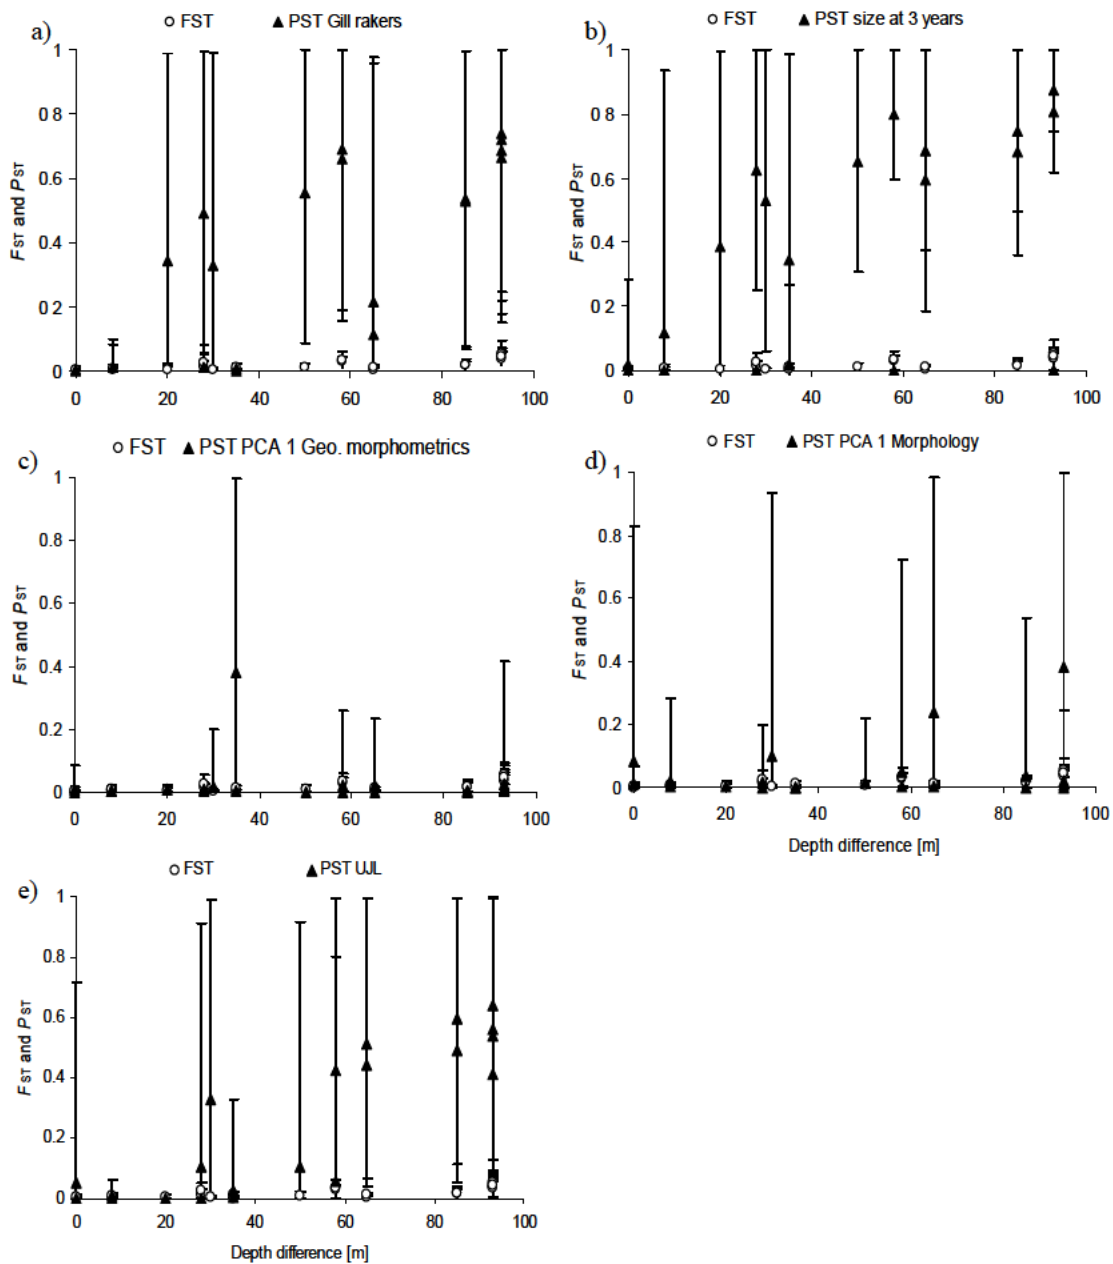 FST PST Gill rakers
a)
1
0.8
0.6
0.4
0.2
0
0 20 40 60 80 100
FST and PST
FST PST size at 3 years
b)
1
0.8
0.6
0.4
0.2
0
0 20 40 60 80 100
FST and PST
FST PST PCA 1 Geo. morphometrics
c)
1
0.8
0.6
0.4
0.2
0
0 20 40 60 80 100
FST and PST
FST PST PCA 1 Morphology
d)
1
0.8
0.6
0.4
0.2
0
0 20 40 60 80 100
FST and PST
Depth difference [m]
FST PST UJL
e)
1
0.8
0.6
0.4
0.2
0
0 20 40 60 80 100
FST and PST
Depth difference [m]